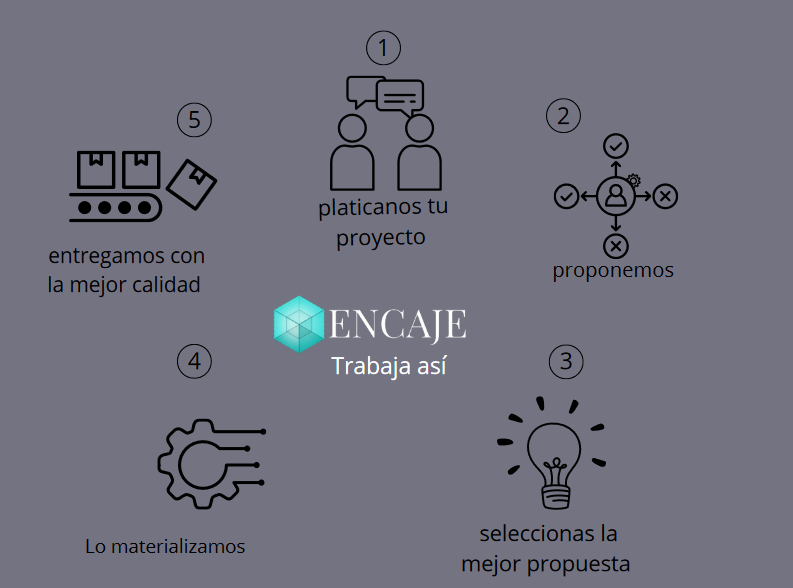 1
platicanos tu
proyecto
2
proponemos
3
seleccionas la
mejor propuesta
4
Lo materializamos
5
entregamos con
la mejor calidad
ENCAJE
Trabaja así